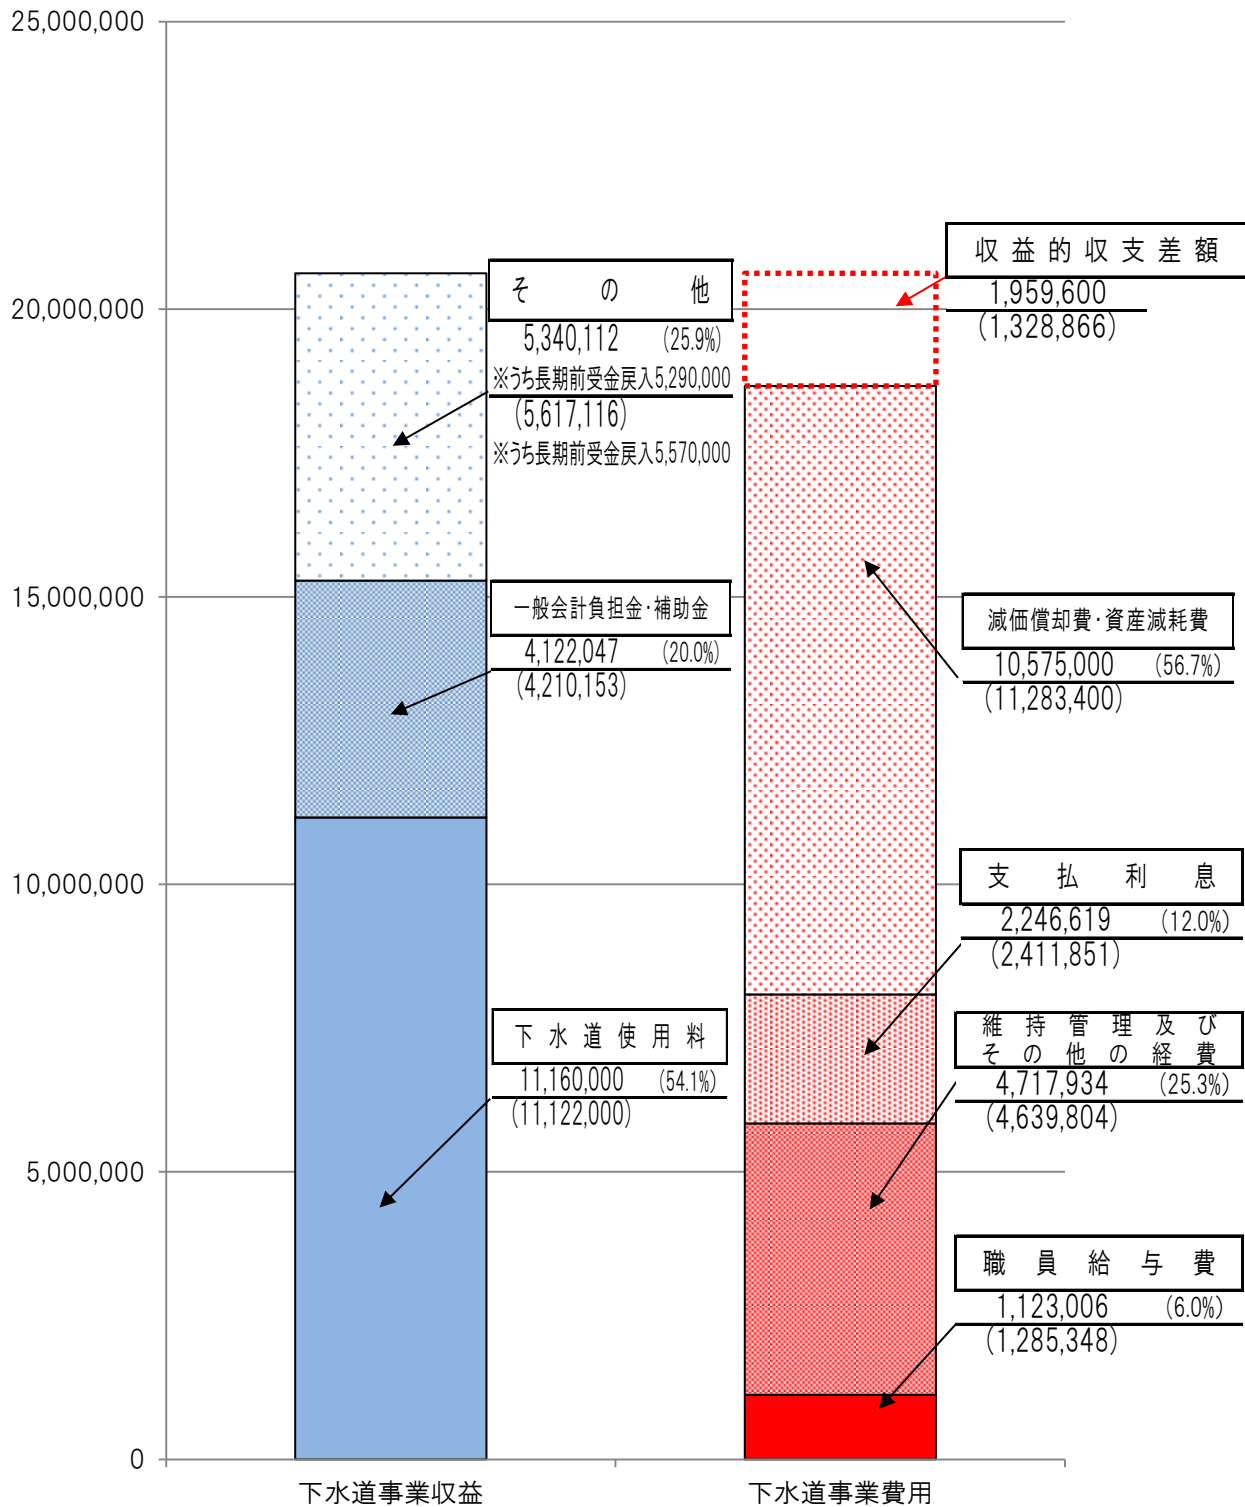 25,000,000
20,000,000
15,000,000
10,000,000
5,000,000
0
その他
5,340,112 (25.9%)
※うち長期前受金戻入5,290,000
(5,617,116)
※うち長期前受金戻入5,570,000
一般会計負担金・補助金
4,122,047 (20.0%)
(4,210,153)
下水道使用料
11,160,000 (54.1%)
(11,122,000)
収益的収支差額
1,959,600
(1,328,866)
減価償却費・資産減耗費
10,575,000 (56.7%)
(11,283,400)
支払利息
2,246,619 (12.0%)
(2,411,851)
維持管理及び
その他の経費
4,717,934 (25.3%)
(4,639,804)
職員給与費
1,123,006 (6.0%)
(1,285,348)
下水道事業収益
下水道事業費用